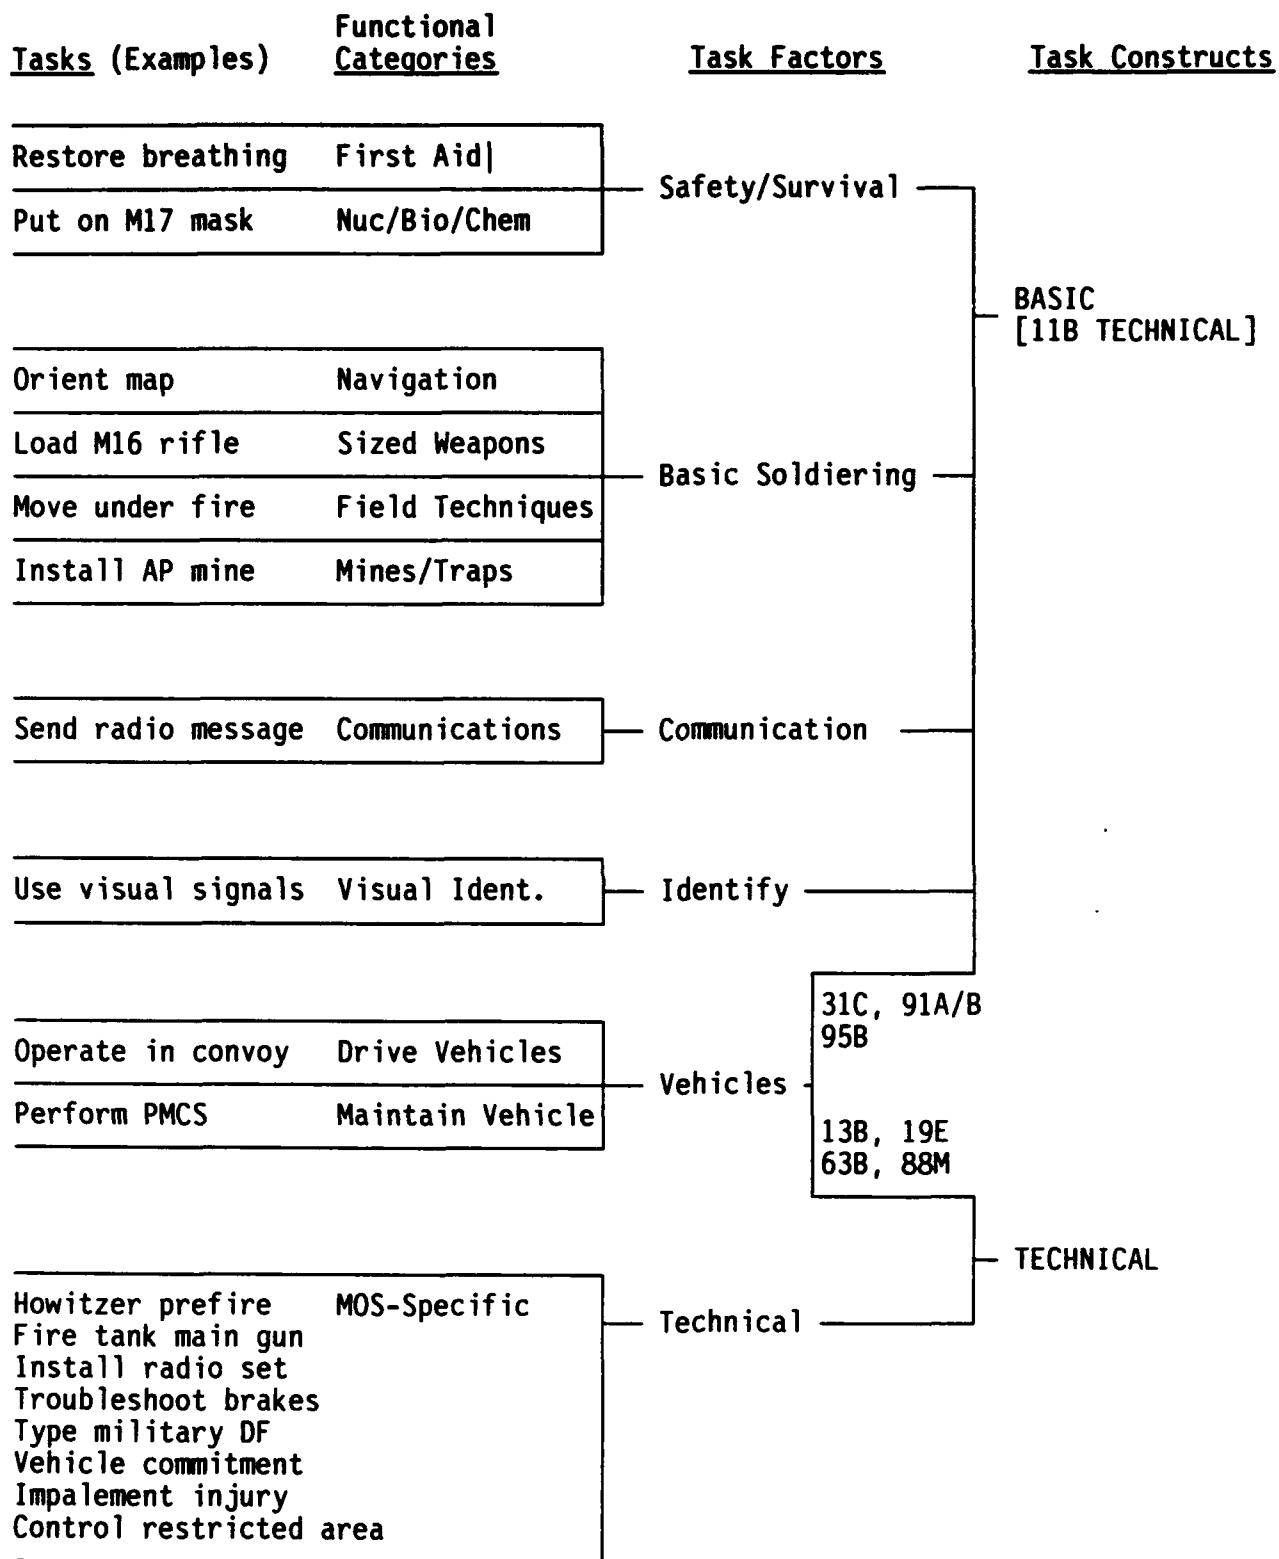 Functional
Tasks (Examples) Categories Task Factors Task Constructs
Restore breathing First Aid|
Safety/Survival
Put on M17 mask Nuc/Bio/Chem
BASIC
[11B TECHNICAL]
Orient map Navigation
Load M16 rifle Sized Weapons
Basic Soldiering
Move under fire Field Techniques
Install AP mine Mines/Traps
Send radio message Communications Communication
Use visual signals Visual Ident. Identify
31C, 91A/B
95B
Operate in convoy Drive Vehicles
Vehicles
Perform PMCS Maintain Vehicle
13B, 19E
63B, 88M
TECHNICAL
Howitzer prefire MOS-Specific
Technical
Fire tank main gun
Install radio set
Troubleshoot brakes
Type military DF
Vehicle commitment
Impalement injury
Control restricted area